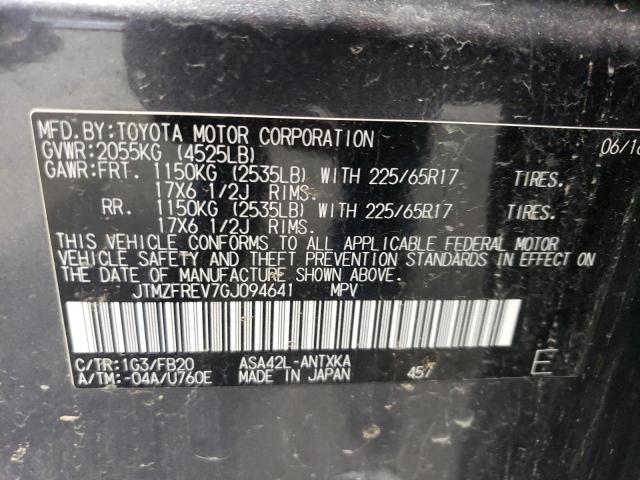 MFD.BY:TOYOTA MOTOR CORPORATION 06/16
GVWR:2055KG (4525LB)
GAWR:FRT. 1150KG (2535LB) WITH 225/65R17 TIRES.
17X6 1/2J RIMS.
RR. 1150KG (2535LB) WITH 225/65R17 TIRES.
17X6 1/2J RIMS.
THIS VEHICLE CONFORMS TO ALL APPLICABLE FEDERAL MOTOR
VEHICLE SAFETY AND THEFT PREVENTION STANDARDS IN EFFECT ON
THE DATE OF MANUFACTURE SHOWN ABOVE.
JTMZFREV7GJ094641 MPV
C/TR:1G3/FB20 ASA42L-ANTXKA
A/TM:-04A/U760E MADE IN JAPAN 457 E